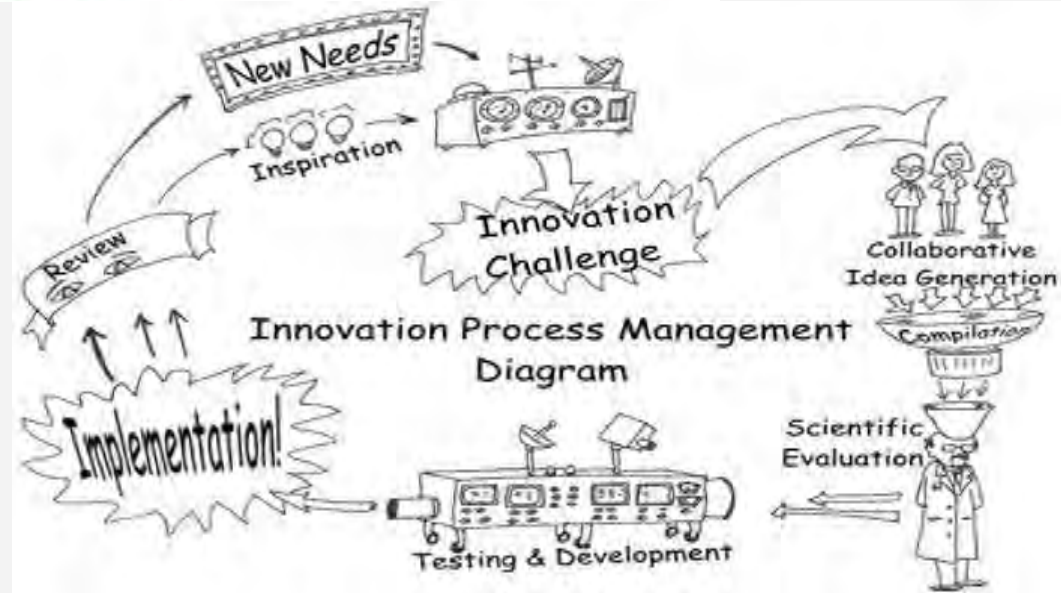 New Needs
Inspiration
Innovation
Challenge
Collaborative
Idea Generation
Compilation
Scientific
Evaluation
Testing & Development
Implementation!
Review
Innovation Process Management
Diagram